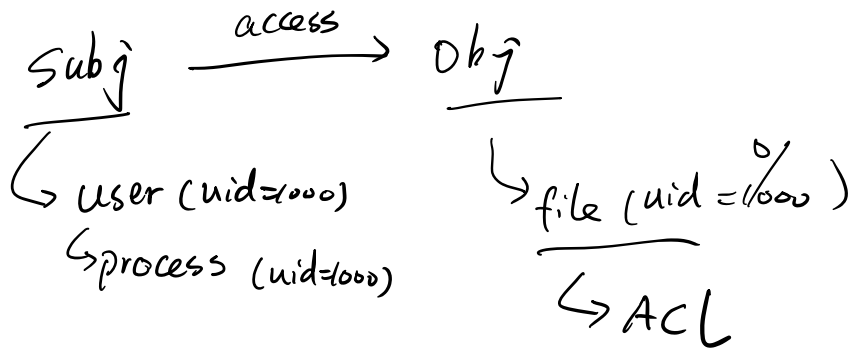 Subj access Obj
user (uid=1000)
process (uid=1000)
0
file (uid=1000)
ACL